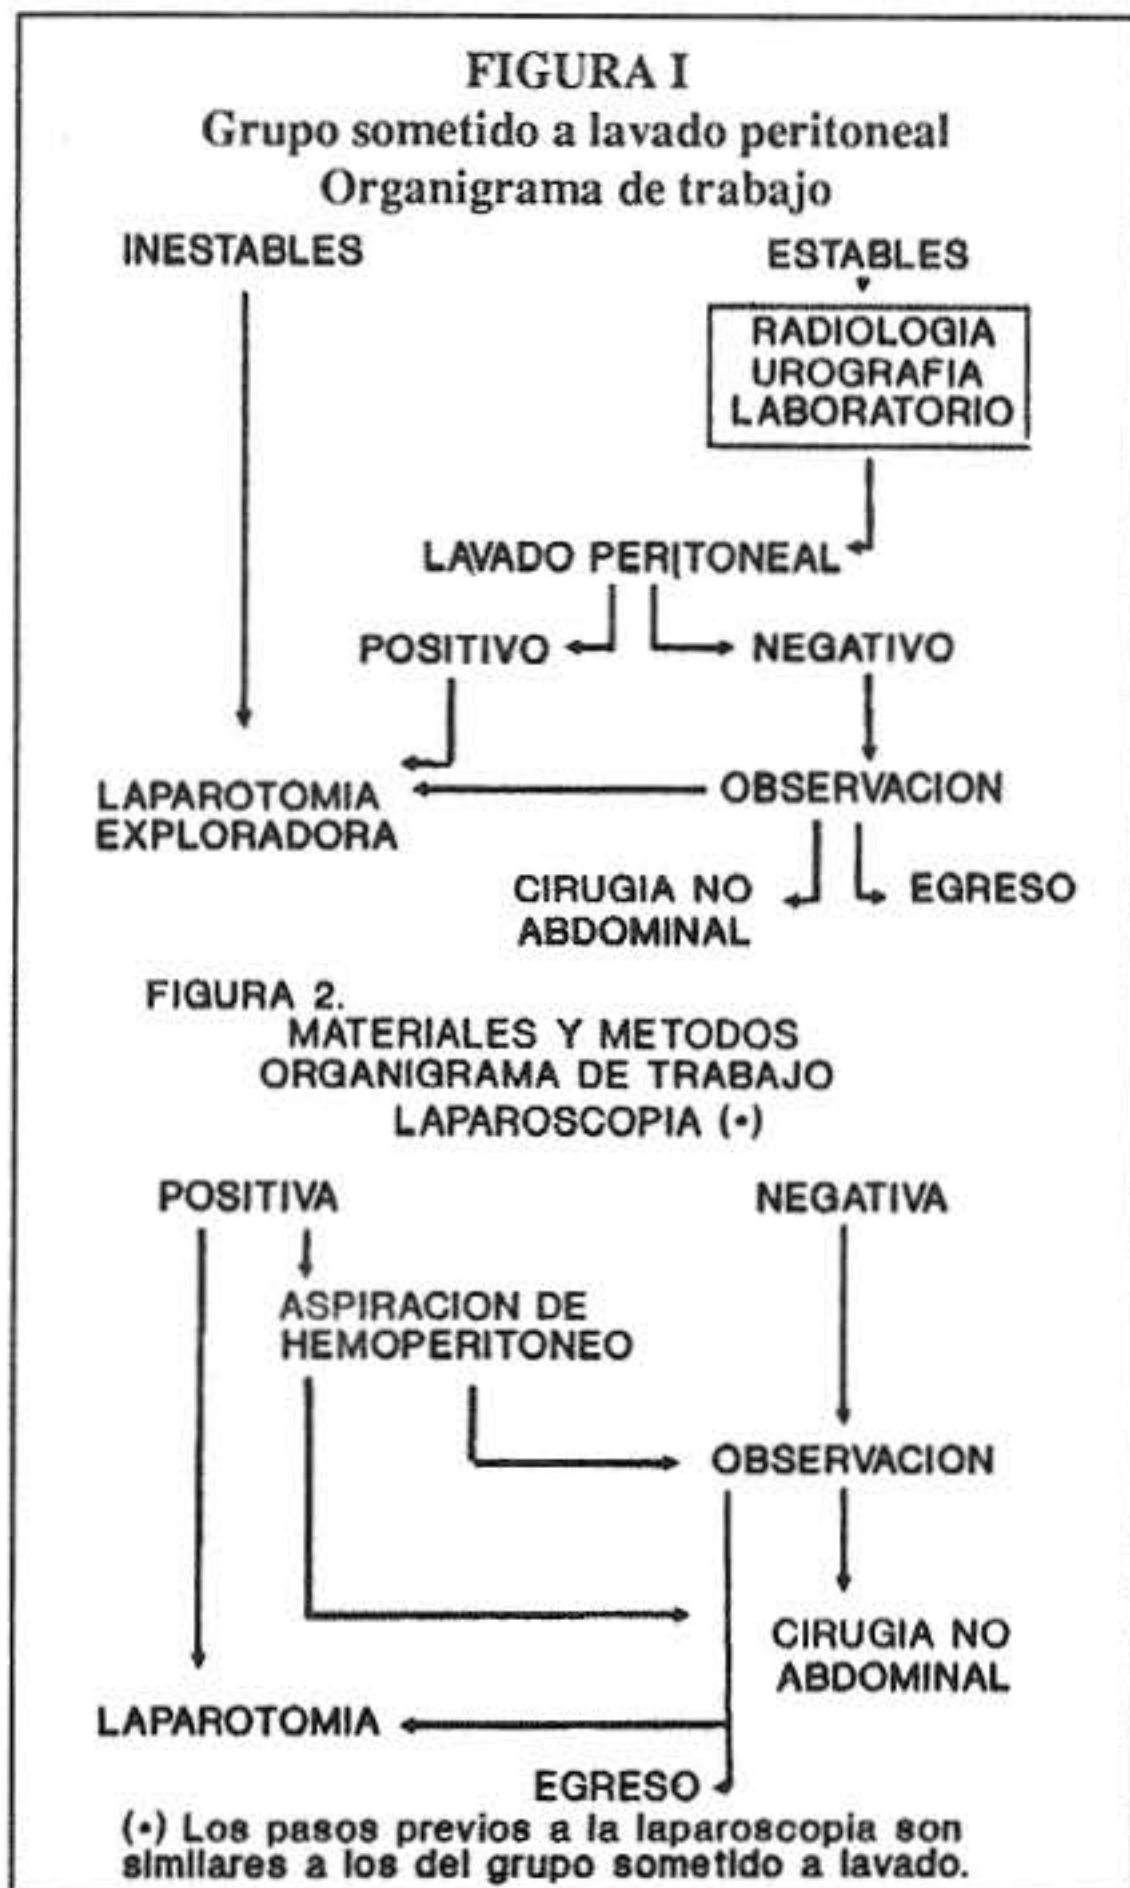 FIGURA I
Grupo sometido a lavado peritoneal
Organigrama de trabajo
INESTABLES
ESTABLES
RADIOLOGIA
UROGRAFIA
LABORATORIO
LAVADO PERITONEAL
POSITIVO
NEGATIVO
LAPAROTOMIA
EXPLORADORA
OBSERVACION
CIRUGIA NO
ABDOMINAL
EGRESO
FIGURA 2.
MATERIALES Y METODOS
ORGANIGRAMA DE TRABAJO
LAPAROSCOPIA (•)
POSITIVA
NEGATIVA
ASPIRACION DE
HEMOPERITONEO
OBSERVACION
CIRUGIA NO
ABDOMINAL
LAPAROTOMIA
EGRESO
(•) Los pasos previos a la laparoscopia son
similares a los del grupo sometido a lavado.